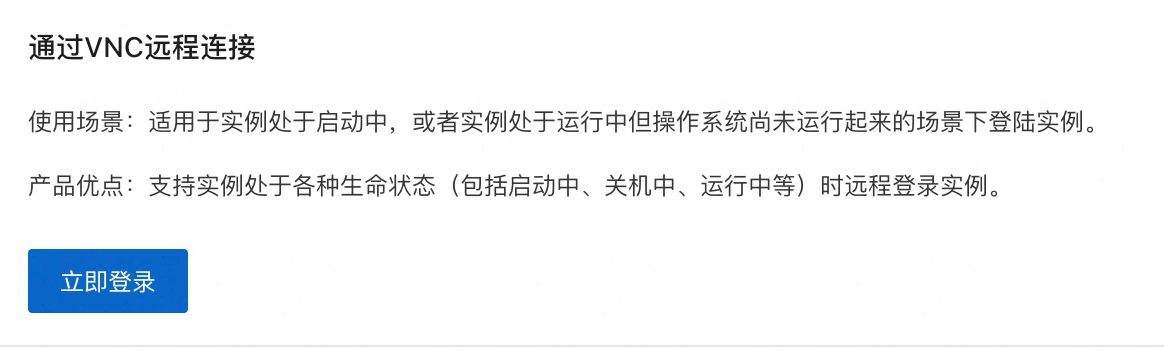 通过VNC远程连接
使用场景：适用于实例处于启动中，或者实例处于运行中但操作系统尚未运行起来的场景下登陆实例。
产品优点：支持实例处于各种生命状态（包括启动中、关机中、运行中等）时远程登录实例。
立即登录